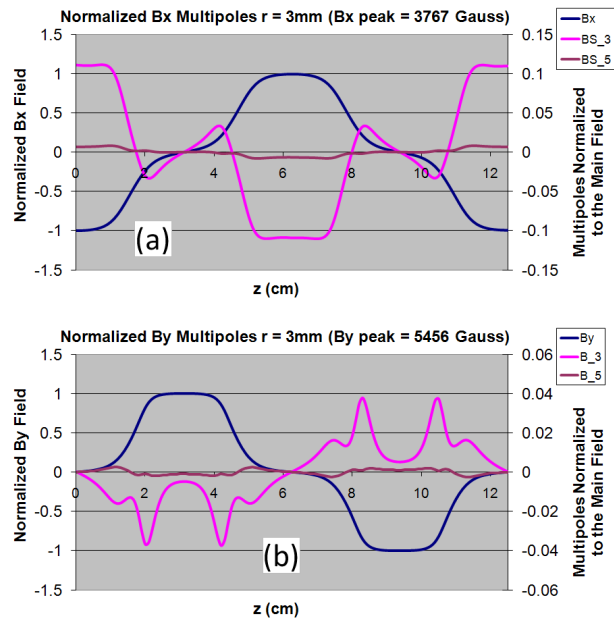 Normalized Bx Multipoles r = 3mm (Bx peak = 3767 Gauss)
Bx
BS_3
BS_5
Normalized Bx Field
1.5
1
0.5
0
-0.5
-1
-1.5
0.15
0.10
0.05
0
-0.05
-0.10
-0.15
Multipoles Normalized
to the Main Field
0 2 4 6 8 10 12
(a)
z (cm)
Normalized By Multipoles r = 3mm (By peak = 5456 Gauss)
By
B_3
B_5
Normalized By Field
1.5
1
0.5
0
-0.5
-1
-1.5
0.06
0.04
0.02
0
-0.02
-0.04
-0.06
Multipoles Normalized
to the Main Field
0 2 4 6 8 10 12
(b)
z (cm)